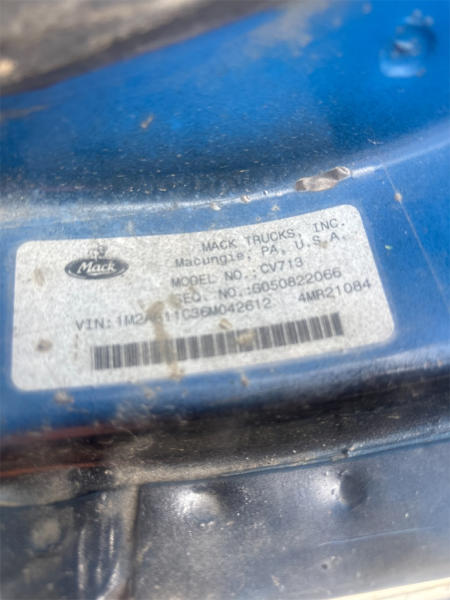 Mack
MACK TRUCKS, INC.
Macungie, PA, U.S.A.
MODEL NO.:CV713
SEQ. NO.:G050822066
VIN:1M2AG11C36M042612 4MR21084